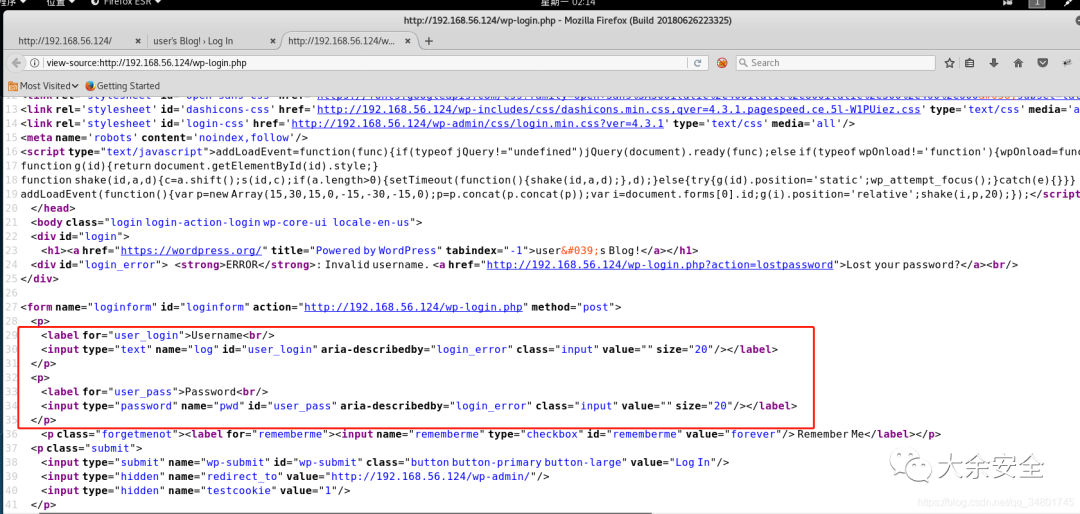 程序 位置 Firefox ESR 星期一 02:14 1
http://192.168.56.124/wp-login.php - Mozilla Firefox (Build 20180626223325)
http://192.168.56.124/ × user's Blog! › Log In × http://192.168.56.124/w... × +
view-source:http://192.168.56.124/wp-login.php Search
Most Visited Getting Started
13 <link rel='stylesheet' id='dashicons-css' href='http://192.168.56.124/wp-includes/css/dashicons.min.css,qver=4.3.1.pagespeed.ce.5l-W1PUiez.css' type='text/css' media='a
14 <link rel='stylesheet' id='login-css' href='http://192.168.56.124/wp-admin/css/login.min.css?ver=4.3.1' type='text/css' media='all'/>
15 <meta name='robots' content='noindex,follow'/>
16 <script type="text/javascript">addLoadEvent=function(func){if(typeof jQuery!="undefined")jQuery(document).ready(func);else if(typeof wpOnload!='function'){wpOnload=func
17 function g(id){return document.getElementById(id).style;}
18 function shake(id,a,d){c=a.shift();s(id,c);if(a.length>0){setTimeout(function(){shake(id,a,d);},d);}else{try{g(id).position='static';wp_attempt_focus();}catch(e){}}}
19 addLoadEvent(function(){var p=new Array(15,30,15,0,-15,-30,-15,0);p=p.concat(p.concat(p));var i=document.forms[0].id;g(i).position='relative';shake(i,p,20);});</scrip
20 </head>
21 <body class="login login-action-login wp-core-ui locale-en-us">
22 <div id="login">
23 <h1><a href="https://wordpress.org/" title="Powered by WordPress" tabindex="-1">user&#039;s Blog!</a></h1>
24 <div id="login_error"> <strong>ERROR</strong>: Invalid username. <a href="http://192.168.56.124/wp-login.php?action=lostpassword">Lost your password?</a><br/>
25 </div>
26
27 <form name="loginform" id="loginform" action="http://192.168.56.124/wp-login.php" method="post">
28 <p>
29 <label for="user_login">Username<br/>
30 <input type="text" name="log" id="user_login" aria-describedby="login_error" class="input" value="" size="20"/></label>
31 </p>
32 <p>
33 <label for="user_pass">Password<br/>
34 <input type="password" name="pwd" id="user_pass" aria-describedby="login_error" class="input" value="" size="20"/></label>
35 </p>
36 <p class="forgetmenot"><label for="rememberme"><input name="rememberme" type="checkbox" id="rememberme" value="forever"/> Remember Me</label></p>
37 <p class="submit">
38 <input type="submit" name="wp-submit" id="wp-submit" class="button button-primary button-large" value="Log In"/>
39 <input type="hidden" name="redirect_to" value="http://192.168.56.124/wp-admin/"/>
40 <input type="hidden" name="testcookie" value="1"/>
41 </p>
大余安全
https://blog.csdn.net/qq_34801745